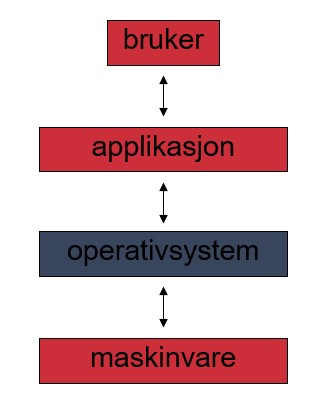 bruker
applikasjon
operativsystem
maskinvare